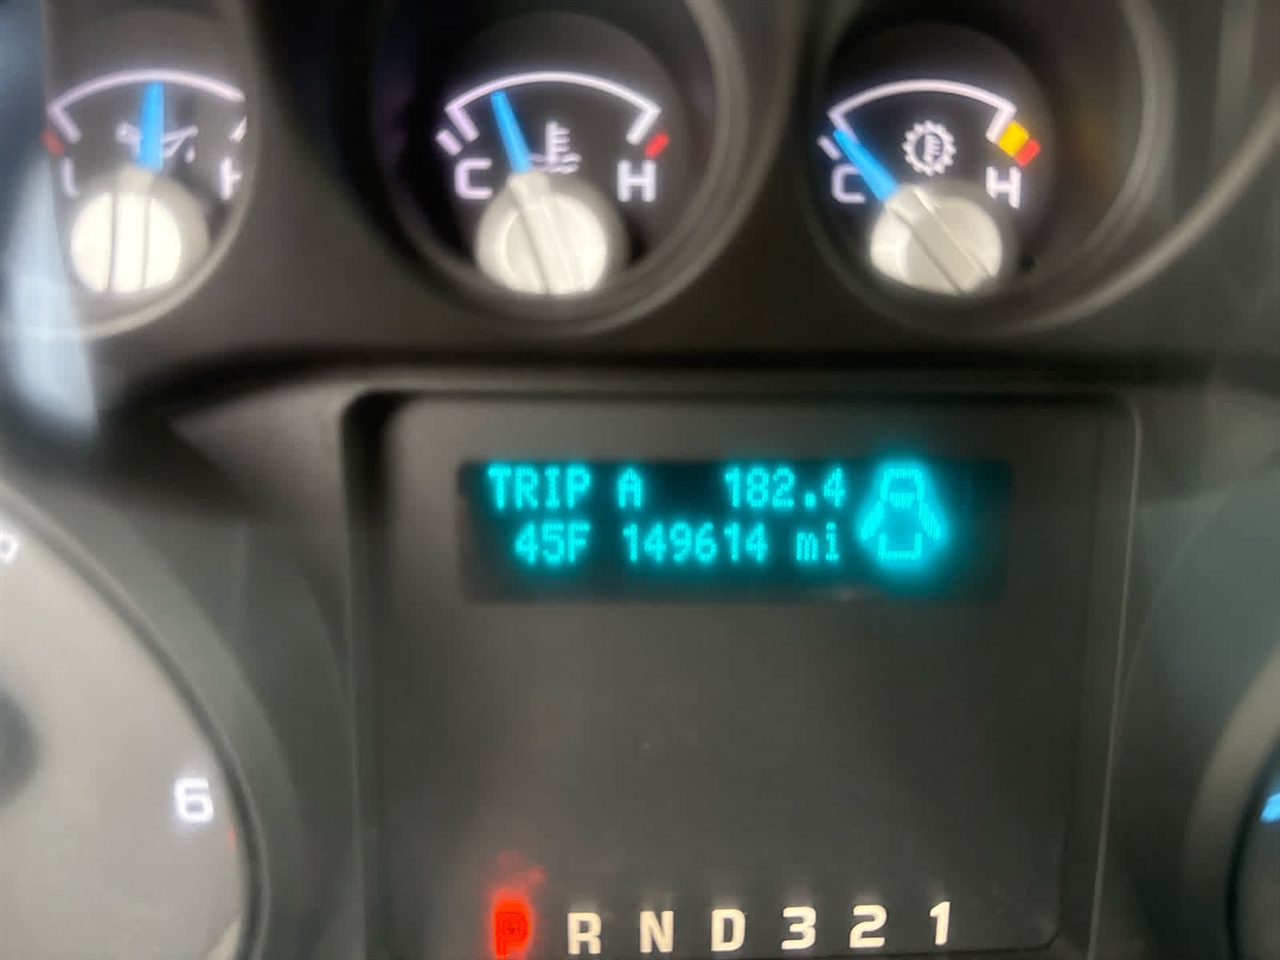 L H
C H
C H
TRIP A 182.4
45F 149614 mi
6
P R N D 3 2 1